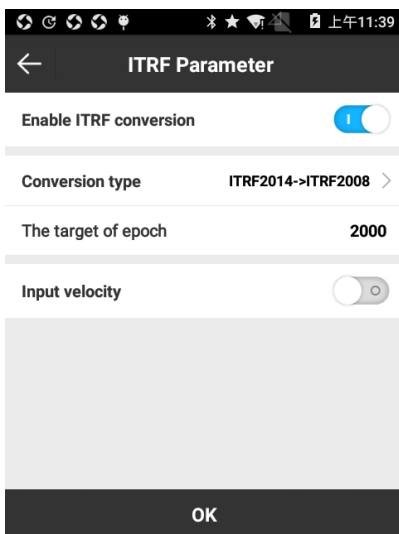 上午11:39
ITRF Parameter
Enable ITRF conversion
Conversion type ITRF2014->ITRF2008
The target of epoch 2000
Input velocity
OK